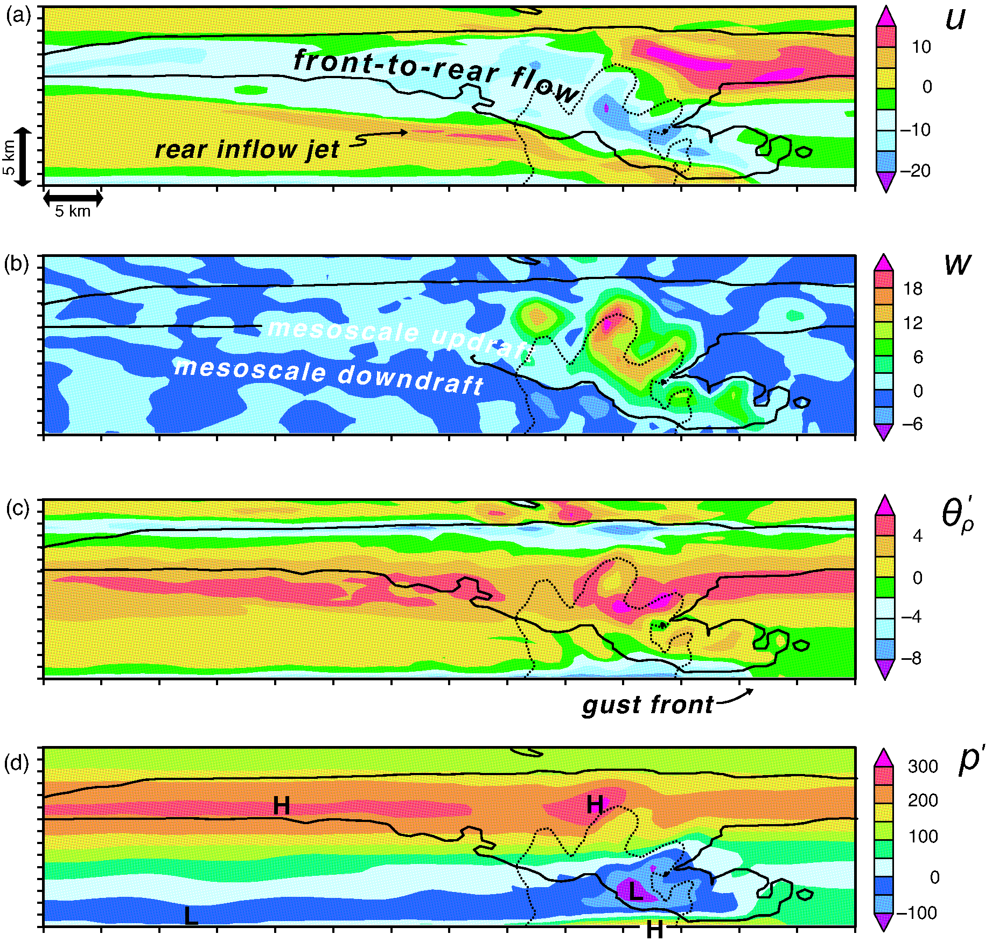 (a)
u
10
0
−10
−20
front-to-rear flow
rear inflow jet
5 km
5 km
(b)
w
18
12
6
0
−6
mesoscale updraft
mesoscale downdraft
(c)
θ′ρ
4
0
−4
−8
gust front
(d)
p′
300
200
100
0
−100
H
H
L
L
H